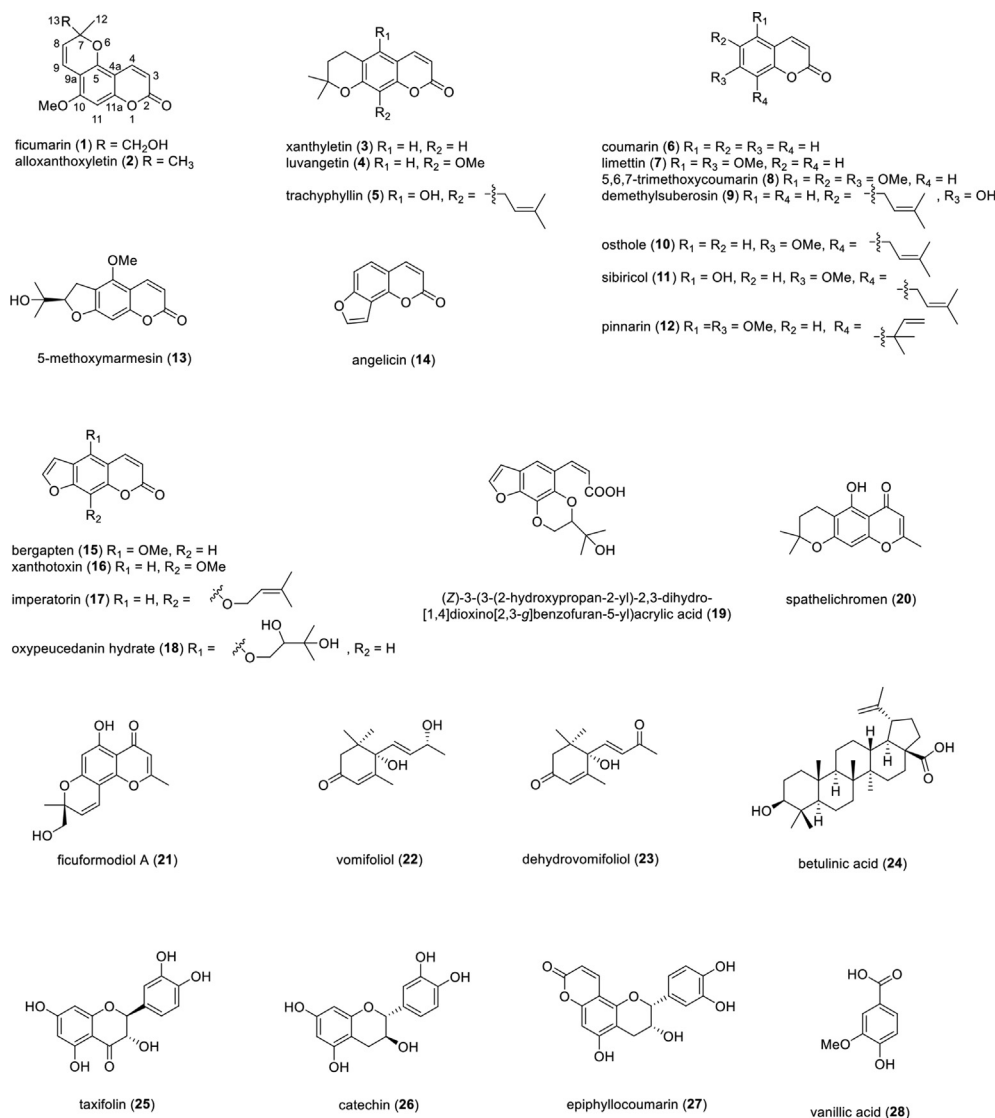 13 R 12
8 7 O 6
9 5 4a 4 3
9a
MeO 10 11 11a O 1 2 O
ficumarin (1) R = CH₂OH
alloxanthoxyletin (2) R = CH₃
R₁
O O O
R₂
xanthyletin (3) R₁ = H, R₂ = H
luvangetin (4) R₁ = H, R₂ = OMe
trachyphyllin (5) R₁ = OH, R₂ =
R₁
R₂
R₃ O O
R₄
coumarin (6) R₁ = R₂ = R₃ = R₄ = H
limettin (7) R₁ = R₃ = OMe, R₂ = R₄ = H
5,6,7-trimethoxycoumarin (8) R₁ = R₂ = R₃ = OMe, R₄ = H
demethylsuberosin (9) R₁ = R₄ = H, R₂ = , R₃ = OH
osthole (10) R₁ = R₂ = H, R₃ = OMe, R₄ =
sibiricol (11) R₁ = OH, R₂ = H, R₃ = OMe, R₄ =
pinnarin (12) R₁ =R₃ = OMe, R₂ = H, R₄ =
OMe
HO
O O O
5-methoxymarmesin (13)
O O O
angelicin (14)
R₁
O O O
R₂
bergapten (15) R₁ = OMe, R₂ = H
xanthotoxin (16) R₁ = H, R₂ = OMe
imperatorin (17) R₁ = H, R₂ = O
oxypeucedanin hydrate (18) R₁ = O HO OH , R₂ = H
COOH
O O
O
OH
(Z)-3-(3-(2-hydroxypropan-2-yl)-2,3-dihydro-
[1,4]dioxino[2,3-g]benzofuran-5-yl)acrylic acid (19)
OH O
O O
spathelichromen (20)
OH O
O O
HO
ficuformodiol A (21)
OH
OH
O
vomifoliol (22)
O
OH
O
dehydrovomifoliol (23)
H OH
H O
H
HO
H
betulinic acid (24)
OH
OH
HO O
OH
OH O
taxifolin (25)
OH
OH
HO O
OH
OH
catechin (26)
OH
O
O O OH
OH
OH
epiphyllocoumarin (27)
HO O
MeO
OH
vanillic acid (28)